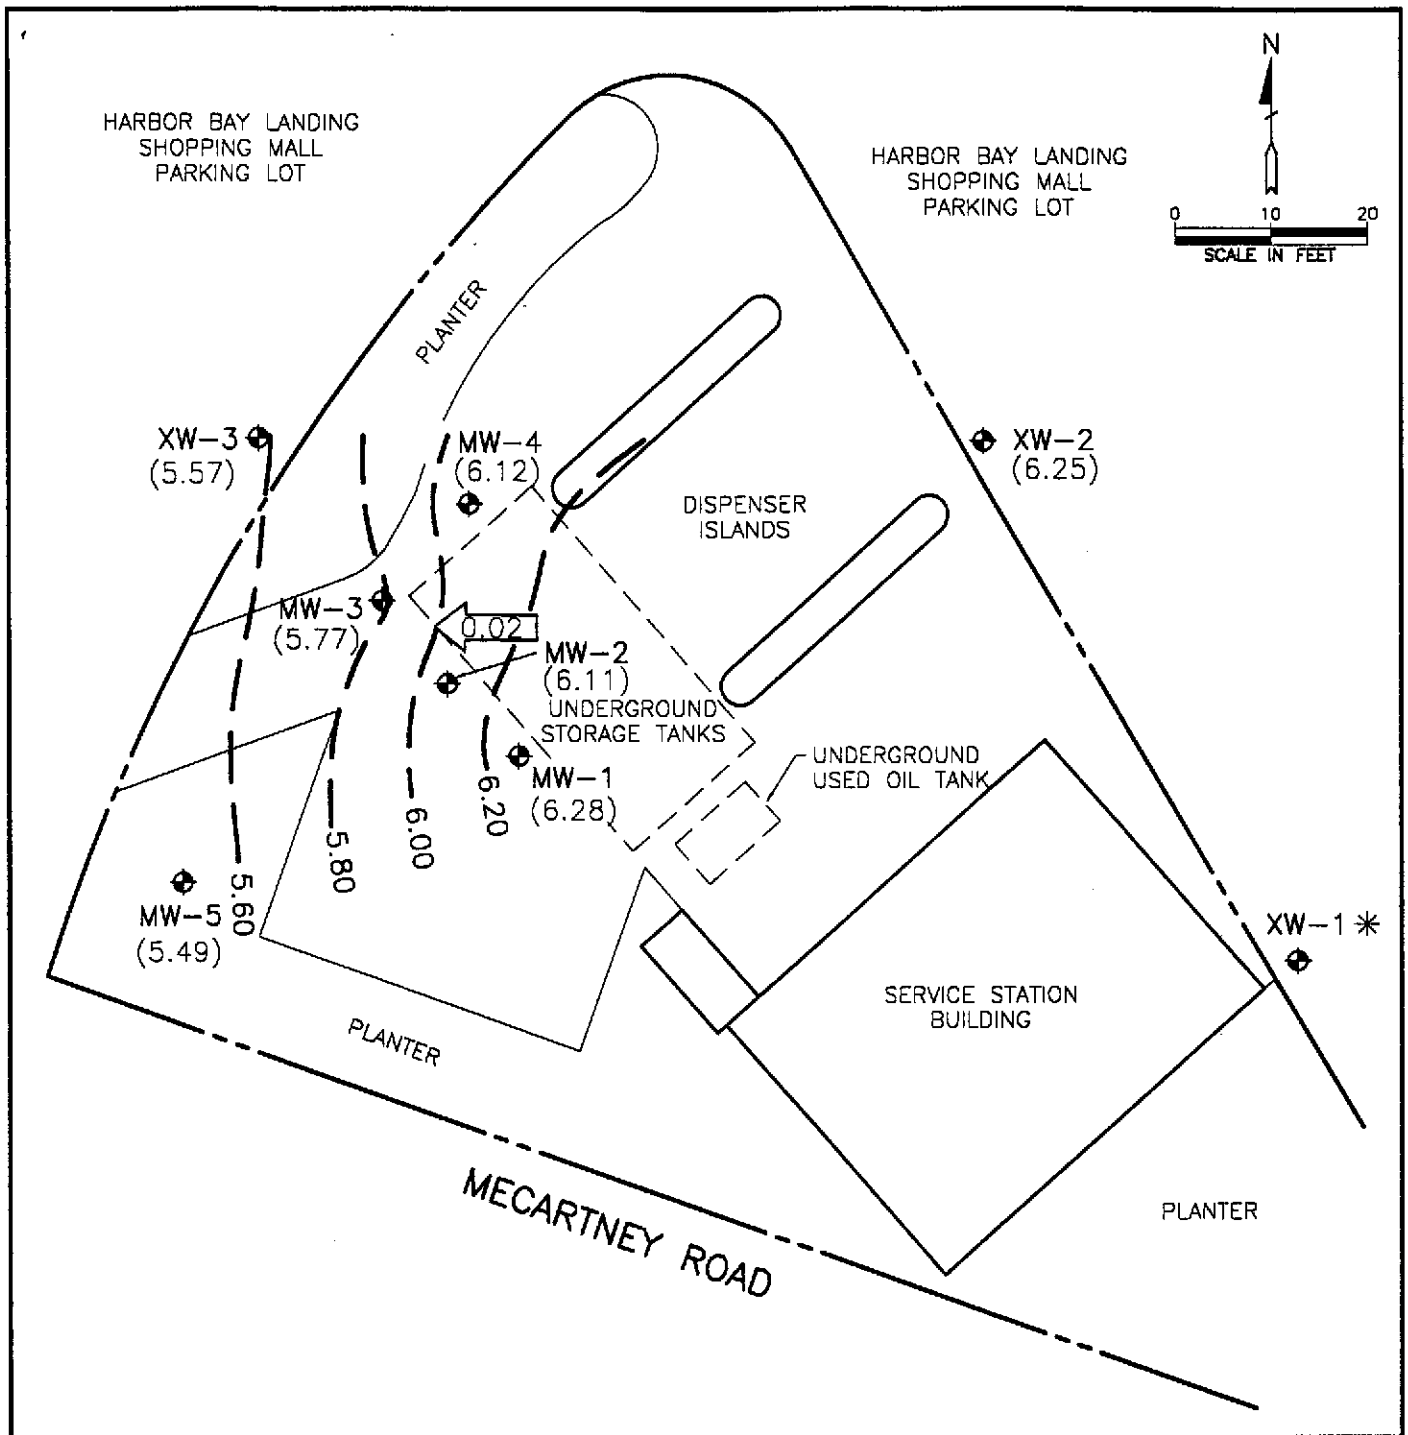 HARBOR BAY LANDING
SHOPPING MALL
PARKING LOT
HARBOR BAY LANDING
SHOPPING MALL
PARKING LOT
N
0 10 20
SCALE IN FEET
PLANTER
XW-3
(5.57)
MW-4
(6.12)
XW-2
(6.25)
DISPENSER
ISLANDS
MW-3
(5.77)
0.02
MW-2
(6.11)
UNDERGROUND
STORAGE TANKS
MW-1
(6.28)
UNDERGROUND
USED OIL TANK
6.20
6.00
5.80
5.60
MW-5
(5.49)
XW-1 *
SERVICE STATION
BUILDING
PLANTER
MECARTNEY ROAD
PLANTER